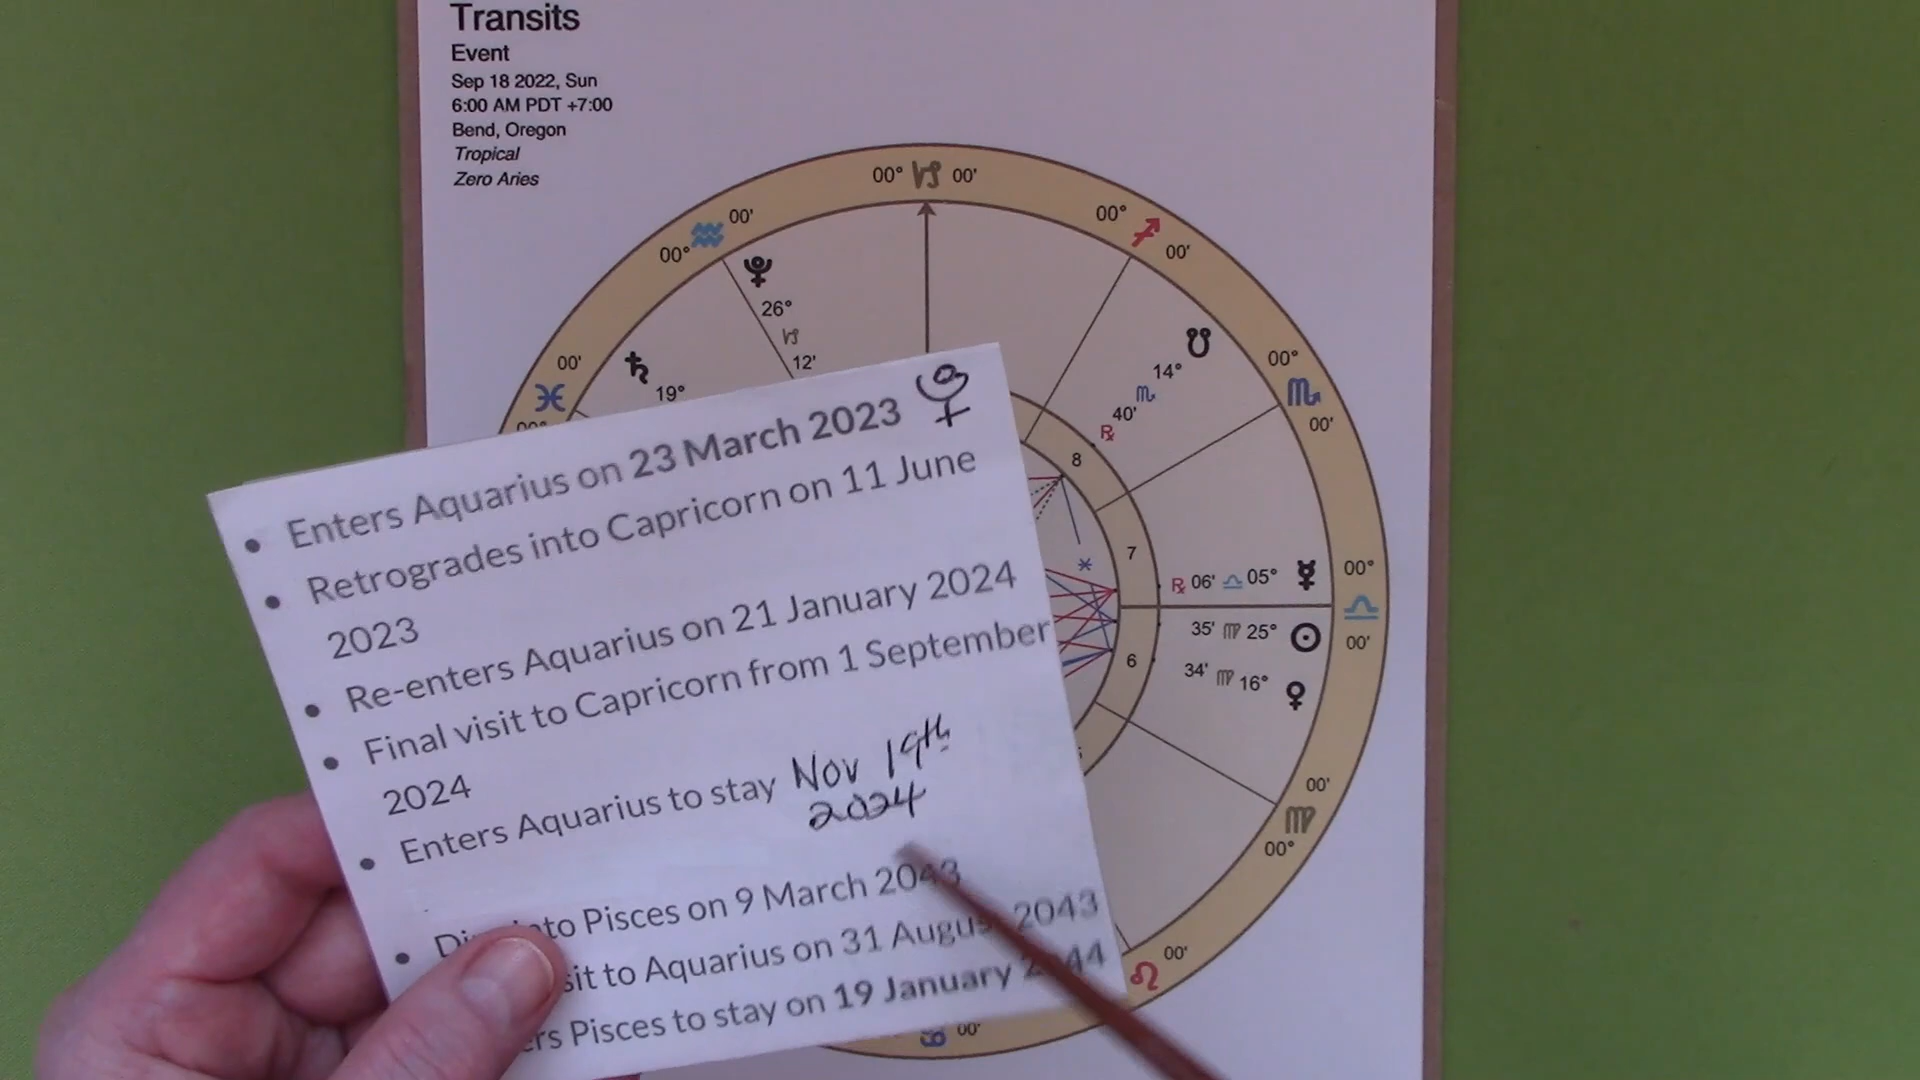 Transits
Event
Sep 18 2022, Sun
6:00 AM PDT +7:00
Bend, Oregon
Tropical
Zero Aries
00° ♑ 00'
00° ♒ 00'
00° ♐ 00'
♇ 26° ♑ 12'
00' ♓ 00°
♄ 19°
☋ 14° ♏ 40' ℞
00° ♏ 00'
8
7
℞ 06' ♎ 05° ☿
00° ♎ 00'
35' ♍ 25° ☉
6
34' ♍ 16° ♀
00' ♍ 00°
♌ 00'
♋ 00'
• Enters Aquarius on 23 March 2023 ♇
• Retrogrades into Capricorn on 11 June
2023
• Re-enters Aquarius on 21 January 2024
• Final visit to Capricorn from 1 September
2024
• Enters Aquarius to stay Nov 19th
2024
• into Pisces on 9 March 2043
to Aquarius on 31 August 2043
Pisces to stay on 19 January 2044